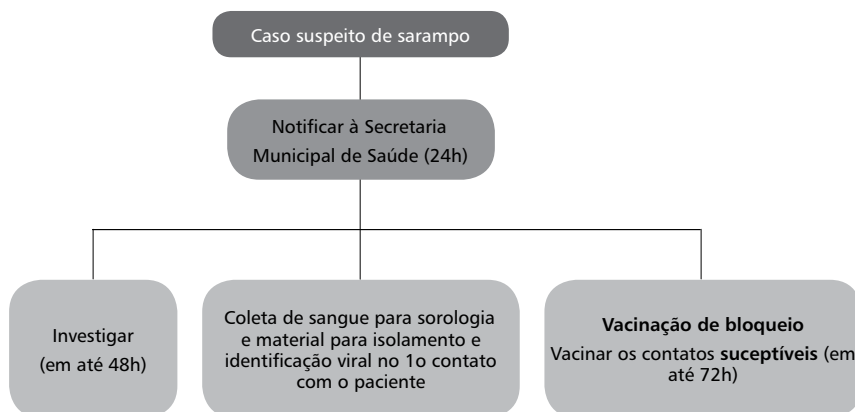 Caso suspeito de sarampo
Notificar à Secretaria
Municipal de Saúde (24h)
Investigar
(em até 48h)
Coleta de sangue para sorologia
e material para isolamento e
identificação viral no 1o contato
com o paciente
Vacinação de bloqueio
Vacinar os contatos suceptíveis (em
até 72h)